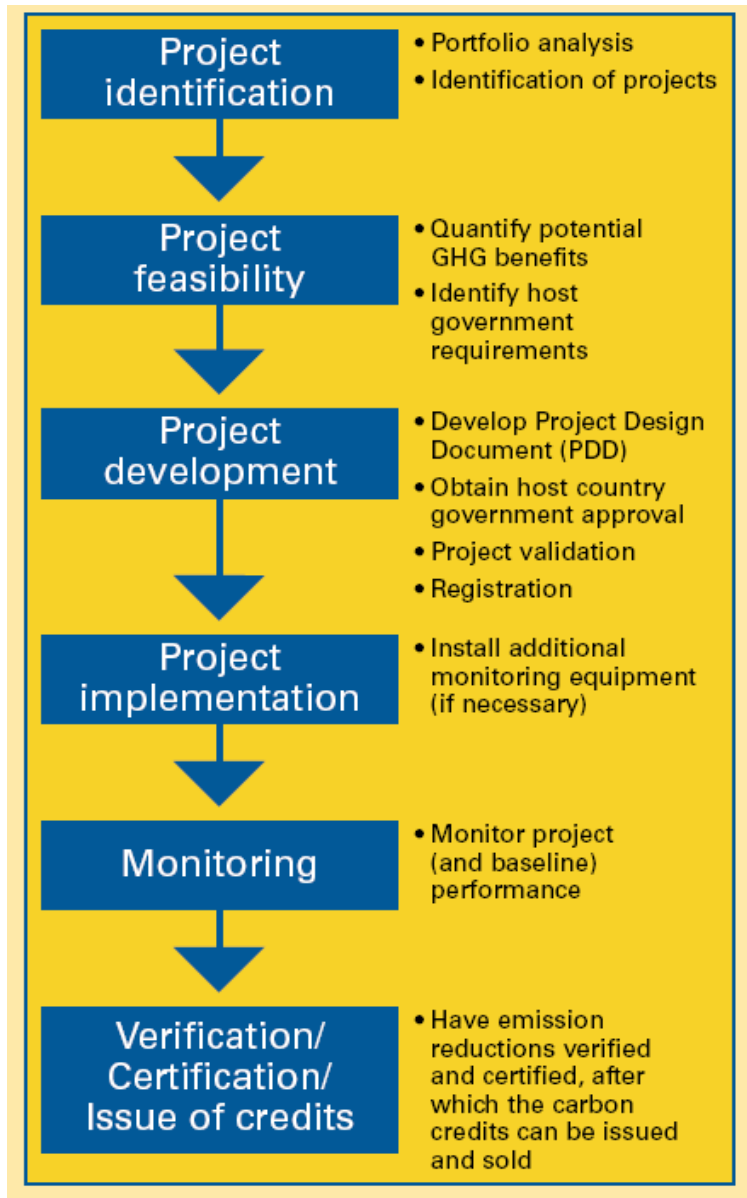 Project
identification
• Portfolio analysis
• Identification of projects
Project
feasibility
• Quantify potential
GHG benefits
• Identify host
government
requirements
Project
development
• Develop Project Design
Document (PDD)
• Obtain host country
government approval
• Project validation
• Registration
Project
implementation
• Install additional
monitoring equipment
(if necessary)
Monitoring
• Monitor project
(and baseline)
performance
Verification/
Certification/
Issue of credits
• Have emission
reductions verified
and certified, after
which the carbon
credits can be issued
and sold